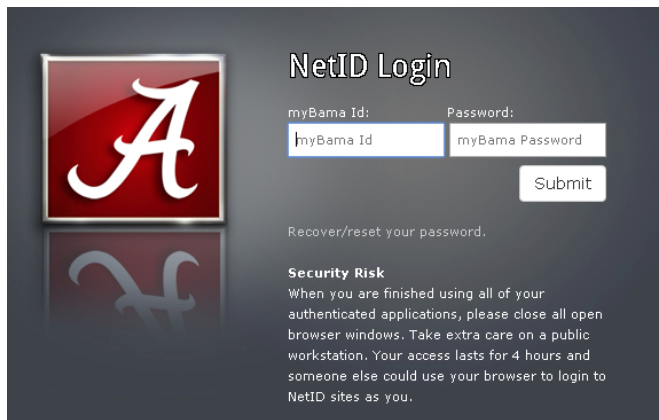 A
NetID Login
myBama Id: Password:
myBama Id myBama Password
Submit
Recover/reset your password.
Security Risk
When you are finished using all of your
authenticated applications, please close all open
browser windows. Take extra care on a public
workstation. Your access lasts for 4 hours and
someone else could use your browser to login to
NetID sites as you.